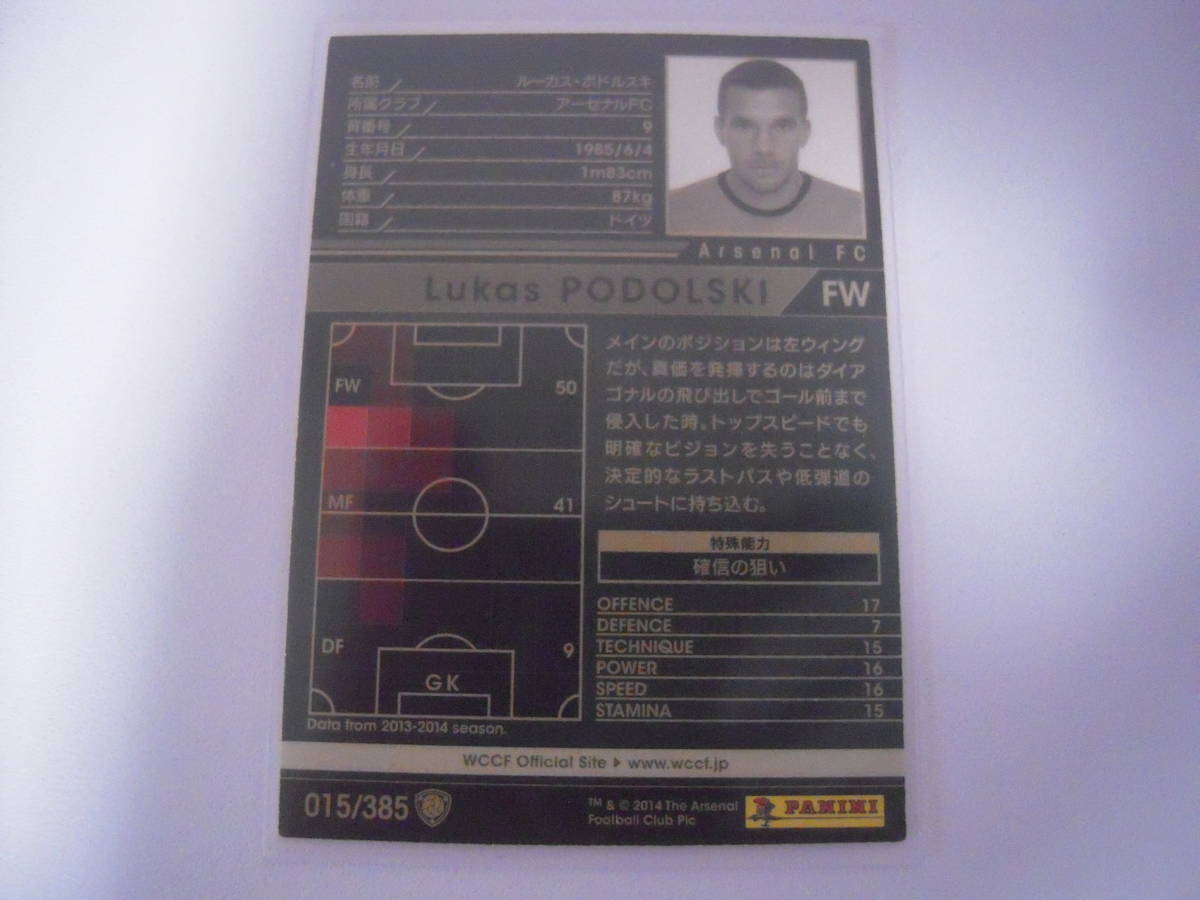 名前 ルーカス・ポドルスキ
所属クラブ アーセナルFC
背番号 9
生年月日 1985/6/4
身長 1m83cm
体重 87kg
国籍 ドイツ
Arsenal FC
Lukas PODOLSKI FW
メインのポジションは左ウィング
だが、真価を発揮するのはダイア
ゴナルの飛び出しでゴール前まで
侵入した時。トップスピードでも
明確なビジョンを失うことなく、
決定的なラストパスや低弾道の
シュートに持ち込む。
FW 50
MF 41
DF 9
GK
Data from 2013-2014 season.
特殊能力
確信の狙い
OFFENCE 17
DEFENCE 7
TECHNIQUE 15
POWER 16
SPEED 16
STAMINA 15
WCCF Official Site ▶ www.wccf.jp
015/385
™ & © 2014 The Arsenal
Football Club Plc
PANINI